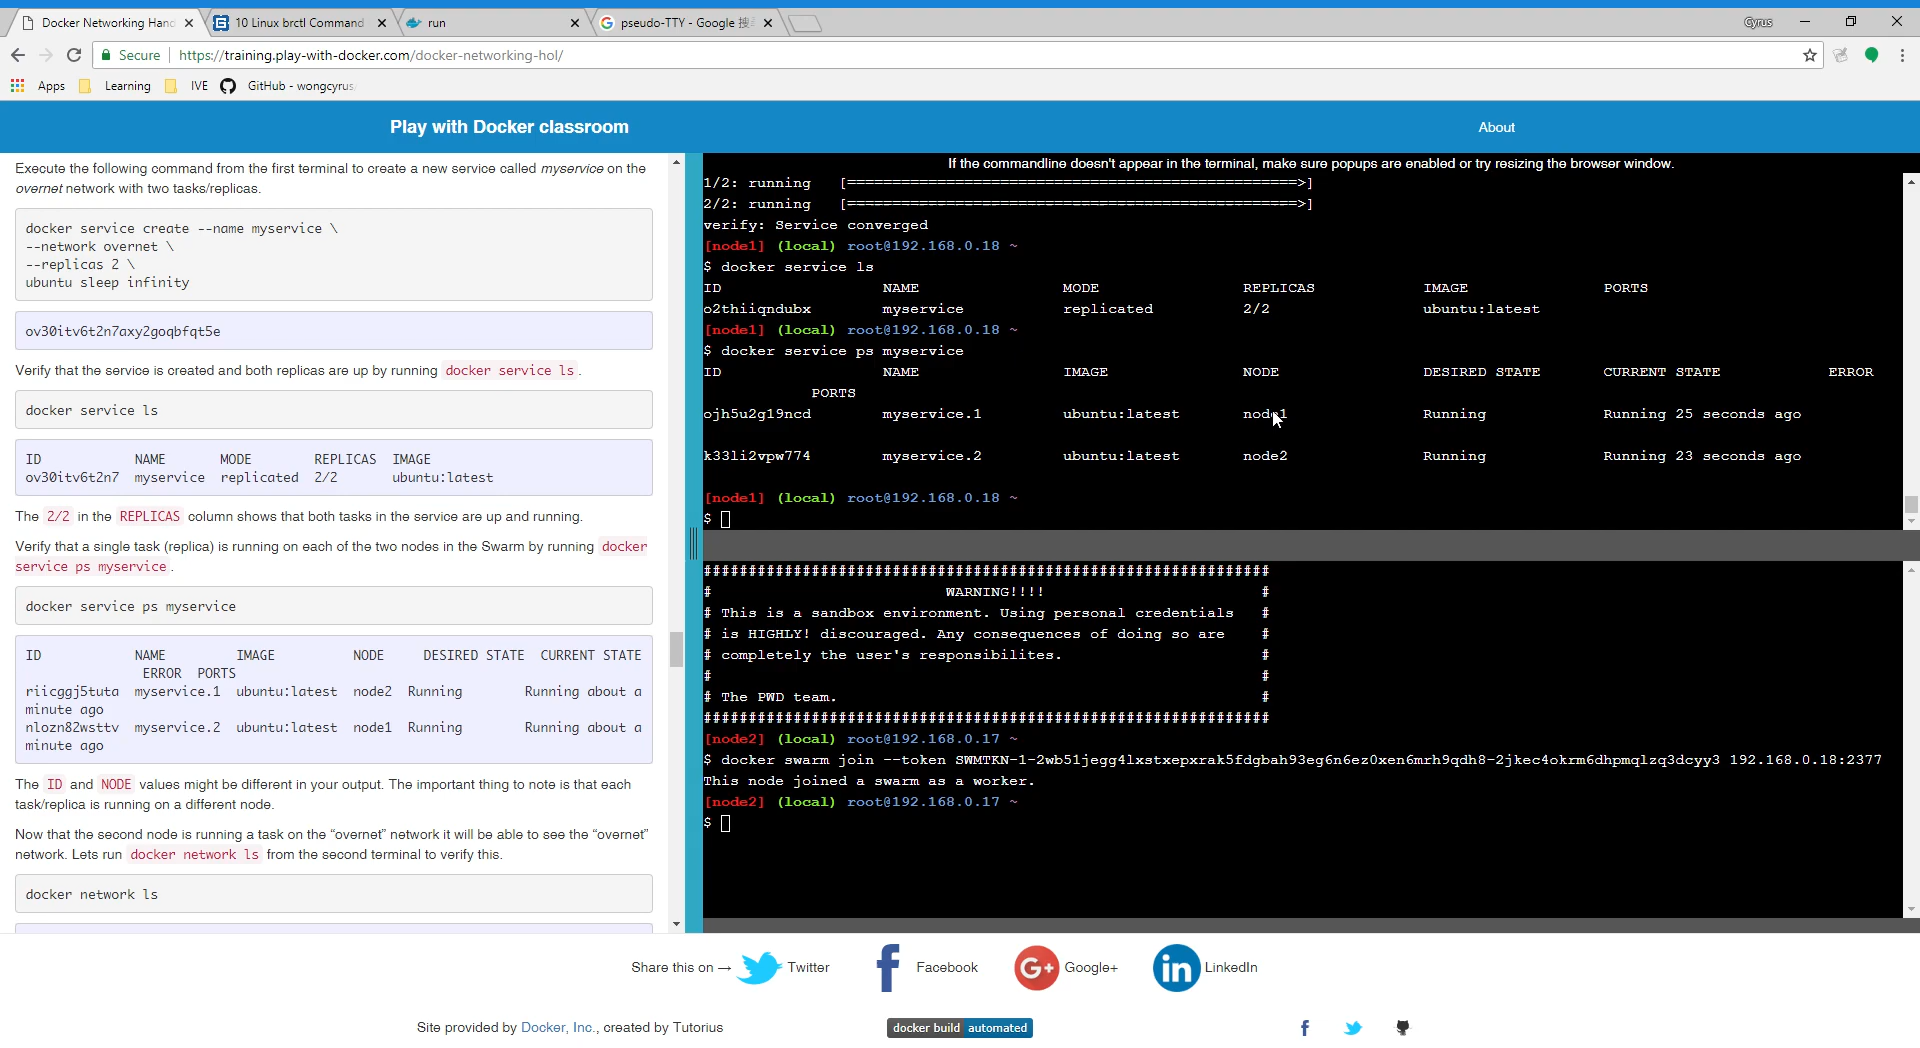 Docker Networking Hand
10 Linux brctl Command
run
pseudo-TTY - Google 搜
Cyrus
Secure
https://training.play-with-docker.com/docker-networking-hol/
Apps
Learning
IVE
GitHub - wongcyrus
Play with Docker classroom
About
Execute the following command from the first terminal to create a new service called myservice on the
overnet network with two tasks/replicas.
docker service create --name myservice \
--network overnet \
--replicas 2 \
ubuntu sleep infinity
ov30itv6t2n7axy2goqbfqt5e
Verify that the service is created and both replicas are up by running docker service ls .
docker service ls
ID NAME MODE REPLICAS IMAGE
ov30itv6t2n7 myservice replicated 2/2 ubuntu:latest
The 2/2 in the REPLICAS column shows that both tasks in the service are up and running.
Verify that a single task (replica) is running on each of the two nodes in the Swarm by running docker
service ps myservice .
docker service ps myservice
ID NAME IMAGE NODE DESIRED STATE CURRENT STATE
ERROR PORTS
riicggj5tuta myservice.1 ubuntu:latest node2 Running Running about a
minute ago
nlozn82wsttv myservice.2 ubuntu:latest node1 Running Running about a
minute ago
The ID and NODE values might be different in your output. The important thing to note is that each
task/replica is running on a different node.
Now that the second node is running a task on the “overnet” network it will be able to see the “overnet”
network. Lets run docker network ls from the second terminal to verify this.
docker network ls
If the commandline doesn't appear in the terminal, make sure popups are enabled or try resizing the browser window.
1/2: running [==================================================>]
2/2: running [==================================================>]
verify: Service converged
[node1] (local) root@192.168.0.18 ~
$ docker service ls
ID NAME MODE REPLICAS IMAGE PORTS
o2thiiqndubx myservice replicated 2/2 ubuntu:latest
[node1] (local) root@192.168.0.18 ~
$ docker service ps myservice
ID NAME IMAGE NODE DESIRED STATE CURRENT STATE ERROR
PORTS
ojh5u2g19ncd myservice.1 ubuntu:latest node1 Running Running 25 seconds ago
k33li2vpw774 myservice.2 ubuntu:latest node2 Running Running 23 seconds ago
[node1] (local) root@192.168.0.18 ~
$
###############################################################
# WARNING!!!! #
# This is a sandbox environment. Using personal credentials #
# is HIGHLY! discouraged. Any consequences of doing so are #
# completely the user's responsibilites. #
# #
# The PWD team. #
###############################################################
[node2] (local) root@192.168.0.17 ~
$ docker swarm join --token SWMTKN-1-2wb51jegg4lxstxepxrak5fdgbah93eg6n6ez0xen6mrh9qdh8-2jkec4okrm6dhpmqlzq3dcyy3 192.168.0.18:2377
This node joined a swarm as a worker.
[node2] (local) root@192.168.0.17 ~
$
Share this on → Twitter Facebook Google+ LinkedIn
Site provided by Docker, Inc., created by Tutorius
docker build automated